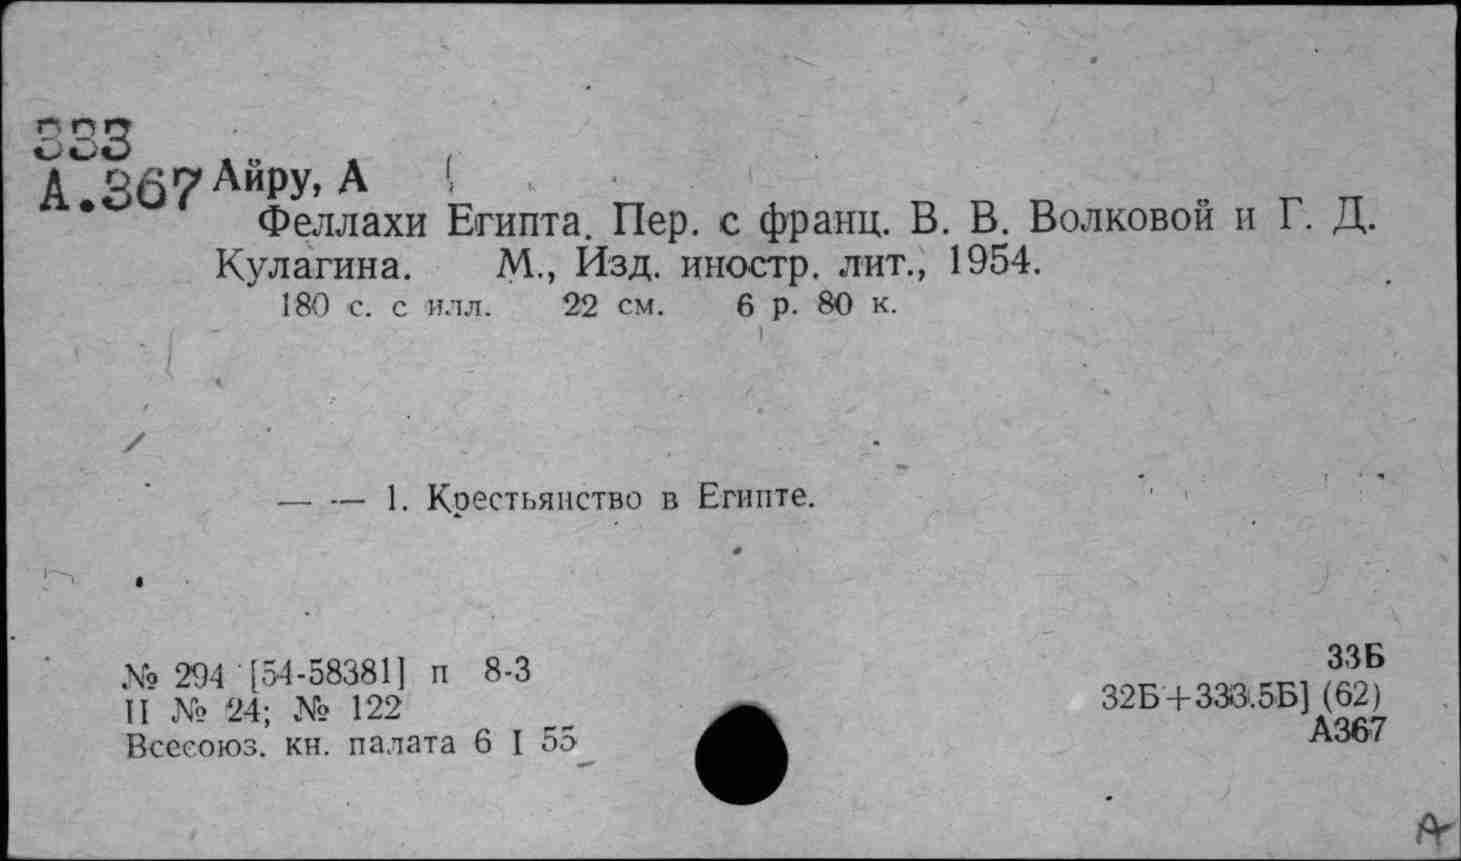 333
А.367 Айру, А
Феллахи Египта. Пер. с франц. В. В. Волковой и Г. Д.
Кулагина. М., Изд. иностр. лит., 1954.
180 с. с илл. 22 см. 6 р. 80 к.
— — 1. Крестьянство в Египте.
№ 294 [54-58381] п 8-3
II № 24; № 122
Всесоюз. кн. палата 6 I 55
33Б
32Б+333.5Б] (62)
А367